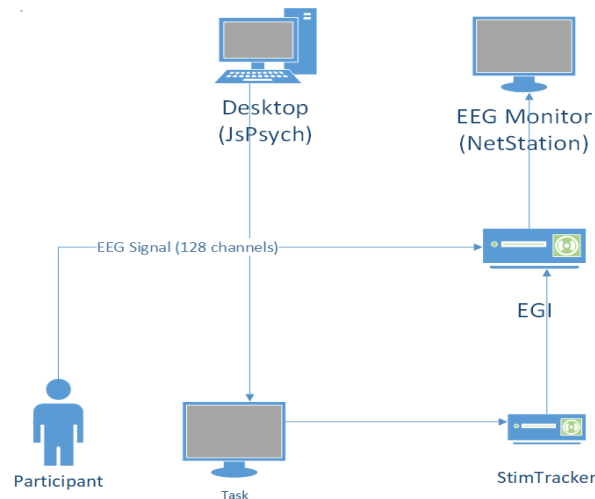 Desktop
(JsPsych)
EEG Monitor
(NetStation)
EEG Signal (128 channels)
EGI
Participant
Task
StimTracker